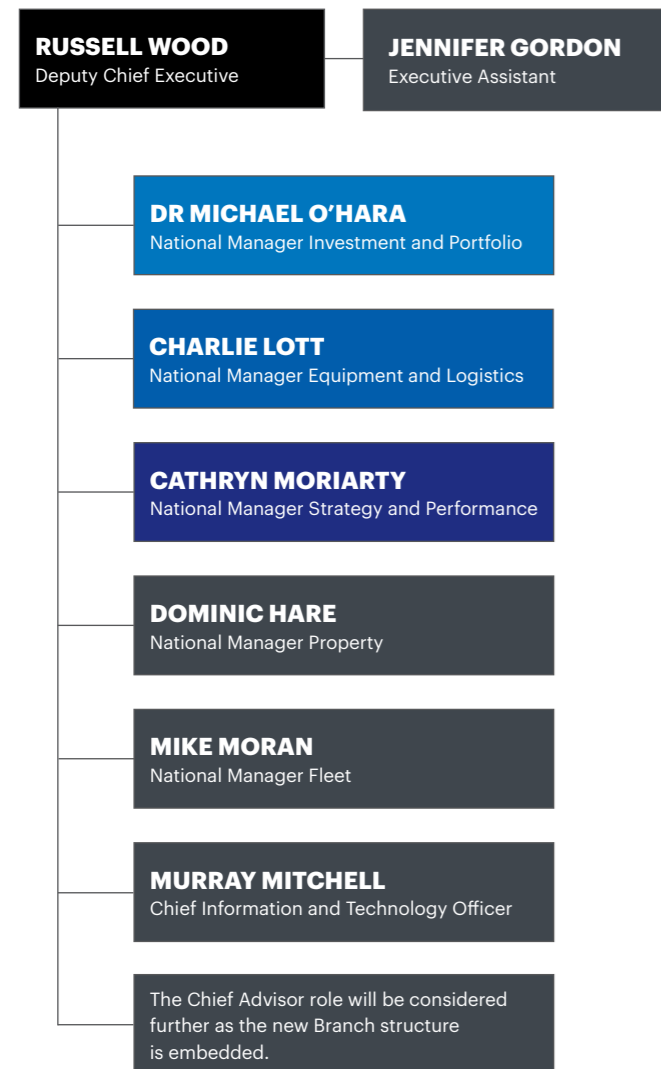 RUSSELL WOOD
Deputy Chief Executive
JENNIFER GORDON
Executive Assistant
DR MICHAEL O’HARA
National Manager Investment and Portfolio
CHARLIE LOTT
National Manager Equipment and Logistics
CATHRYN MORIARTY
National Manager Strategy and Performance
DOMINIC HARE
National Manager Property
MIKE MORAN
National Manager Fleet
MURRAY MITCHELL
Chief Information and Technology Officer
The Chief Advisor role will be considered
further as the new Branch structure
is embedded.